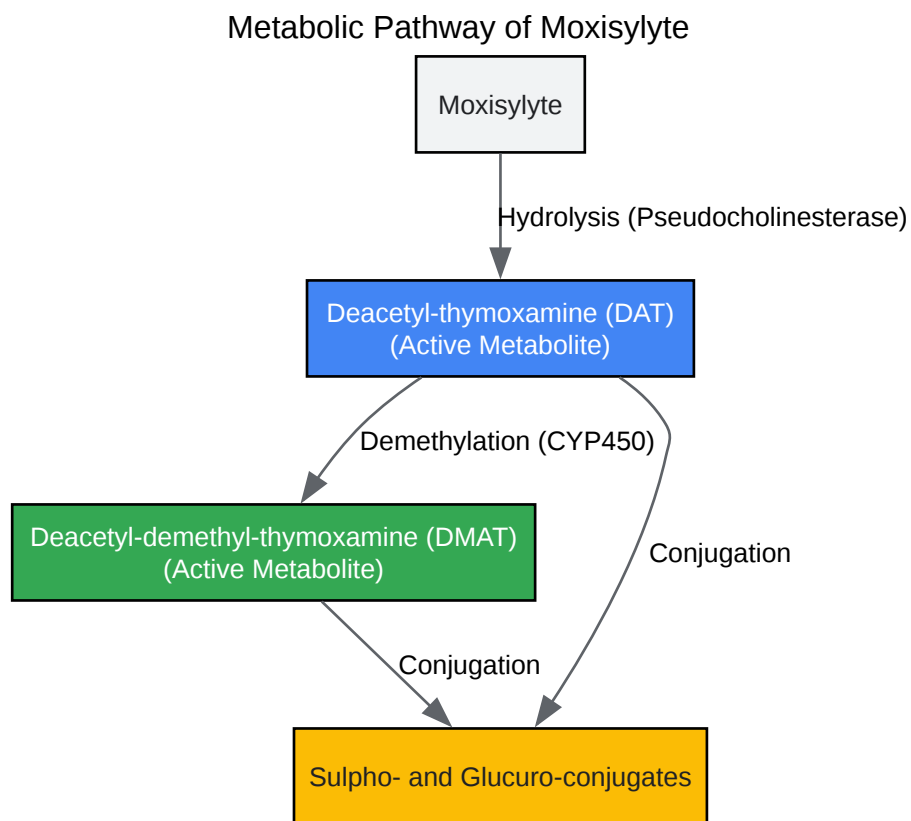 Metabolic Pathway of Moxisylyte
Moxisylyte
Hydrolysis (Pseudocholinesterase)
Deacetyl-thymoxamine (DAT)
(Active Metabolite)
Demethylation (CYP450)
Deacetyl-demethyl-thymoxamine (DMAT)
(Active Metabolite)
Conjugation
Conjugation
Sulpho- and Glucuro-conjugates